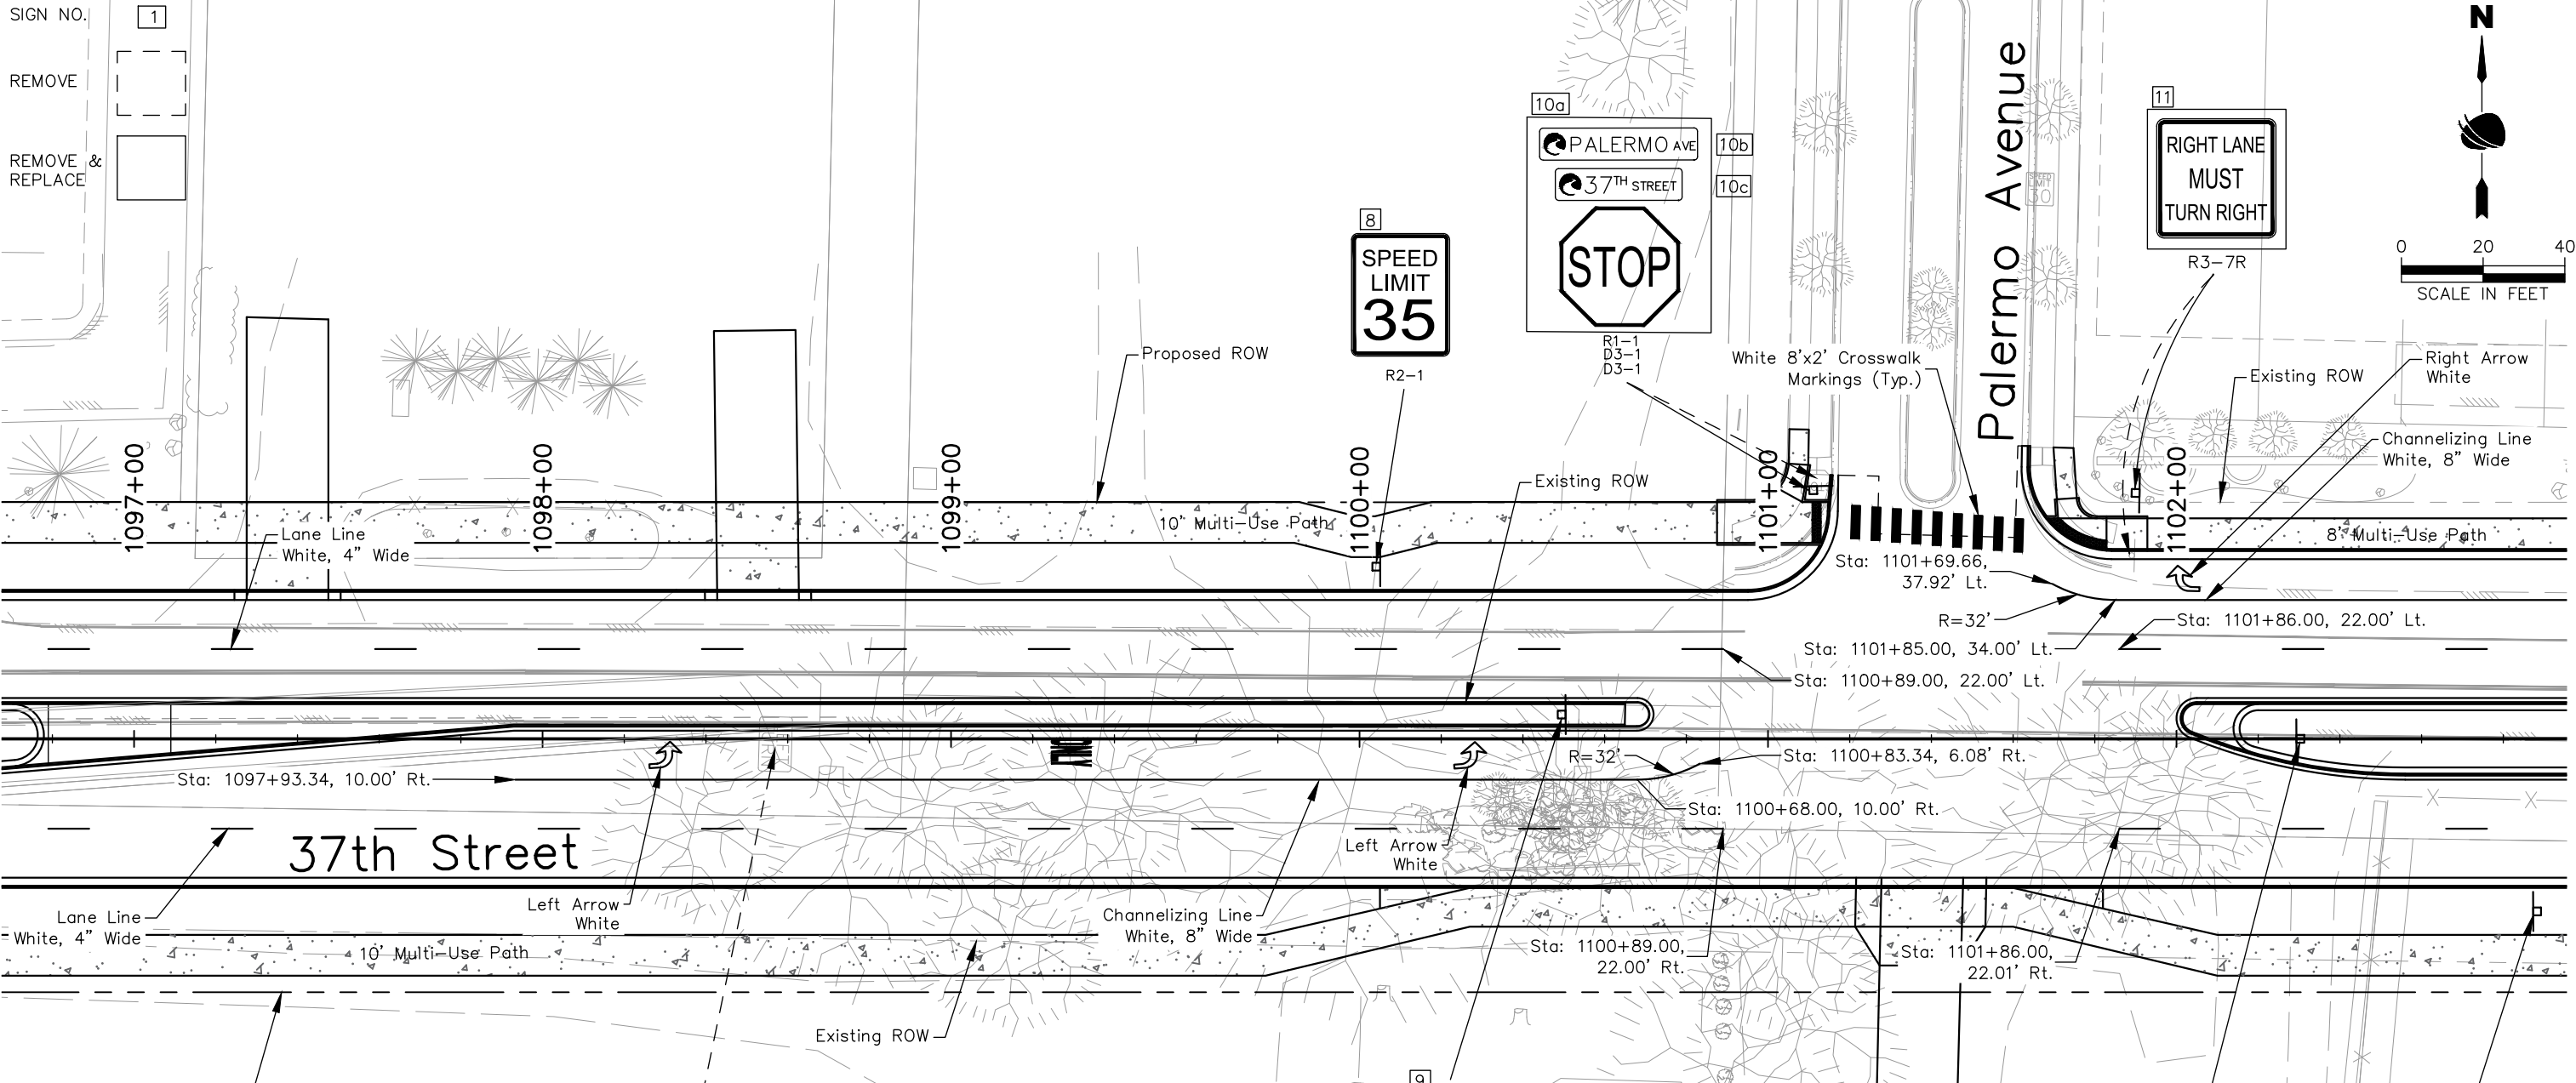 SIGN NO. 1
REMOVE
REMOVE &
REPLACE
N
0 20 40
SCALE IN FEET
10a
PALERMO AVE
10b
37TH STREET
10c
STOP
R1-1
D3-1
D3-1
8
SPEED
LIMIT
35
R2-1
11
RIGHT LANE
MUST
TURN RIGHT
R3-7R
Palermo Avenue
SPEED
LIMIT
30
Proposed ROW
White 8'x2' Crosswalk
Markings (Typ.)
Existing ROW
Right Arrow
White
Channelizing Line
White, 8" Wide
Existing ROW
1097+00
1098+00
1099+00
1100+00
1101+00
1102+00
Lane Line
White, 4" Wide
10' Multi-Use Path
8' Multi-Use Path
Sta: 1101+69.66,
37.92' Lt.
R=32'
Sta: 1101+86.00, 22.00' Lt.
Sta: 1101+85.00, 34.00' Lt.
Sta: 1100+89.00, 22.00' Lt.
Sta: 1097+93.34, 10.00' Rt.
R=32'
Sta: 1100+83.34, 6.08' Rt.
Sta: 1100+68.00, 10.00' Rt.
37th Street
Left Arrow
White
Left Arrow
White
Lane Line
White, 4" Wide
Channelizing Line
White, 8" Wide
10' Multi-Use Path
Sta: 1100+89.00,
22.00' Rt.
Sta: 1101+86.00,
22.01' Rt.
Existing ROW
9